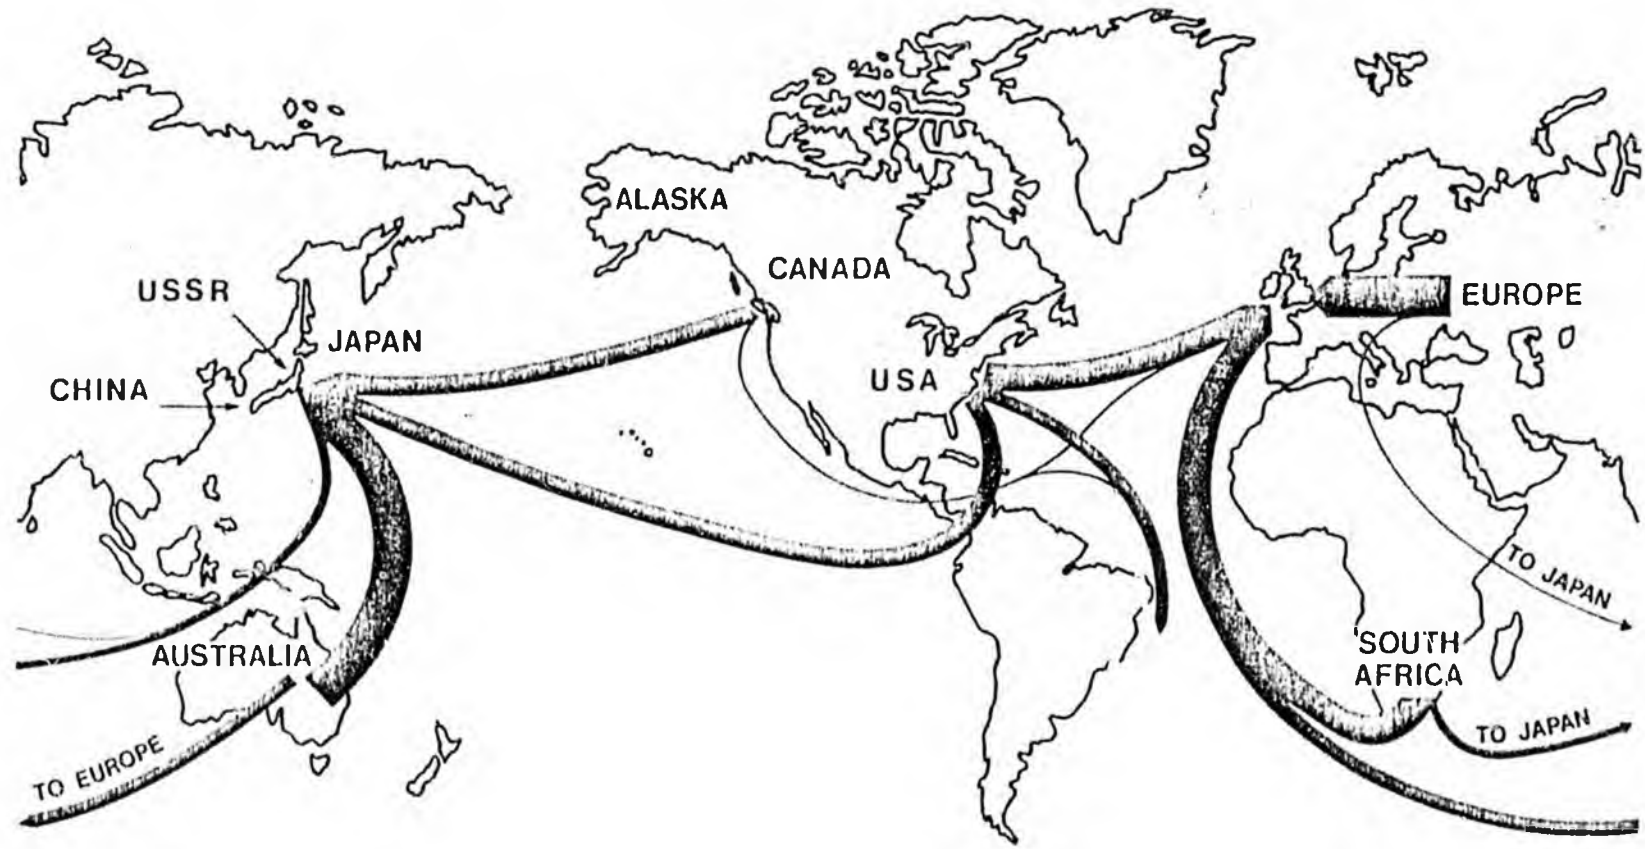 ALASKA
CANADA
USSR
EUROPE
JAPAN
USA
CHINA
TO JAPAN
AUSTRALIA
SOUTH
AFRICA
TO JAPAN
TO EUROPE